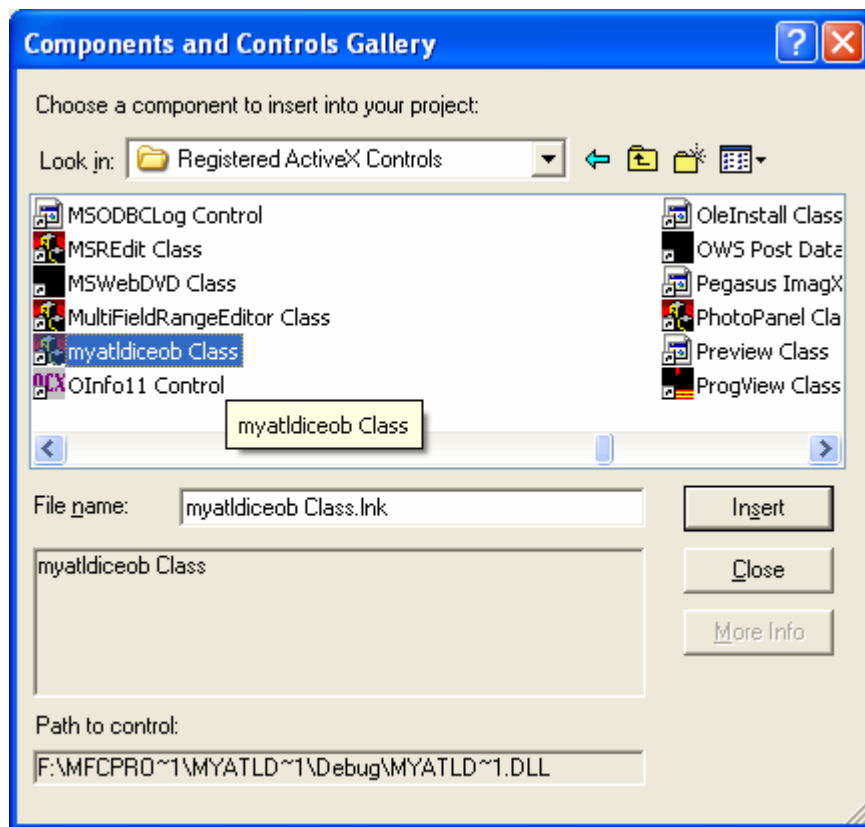 Components and Controls Gallery
Choose a component to insert into your project:
Look in: Registered ActiveX Controls
MSODBCLog Control
MSREdit Class
MSWebDVD Class
MultiFieldRangeEditor Class
myatldiceob Class
OCX OInfo11 Control
OleInstall Class
OWS Post Data
Pegasus ImagX
PhotoPanel Cla
Preview Class
ProgView Class
myatldiceob Class
File name: myatldiceob Class.lnk
Insert
myatldiceob Class
Close
More Info
Path to control:
F:\MFCPRO~1\MYATLD~1\Debug\MYATLD~1.DLL